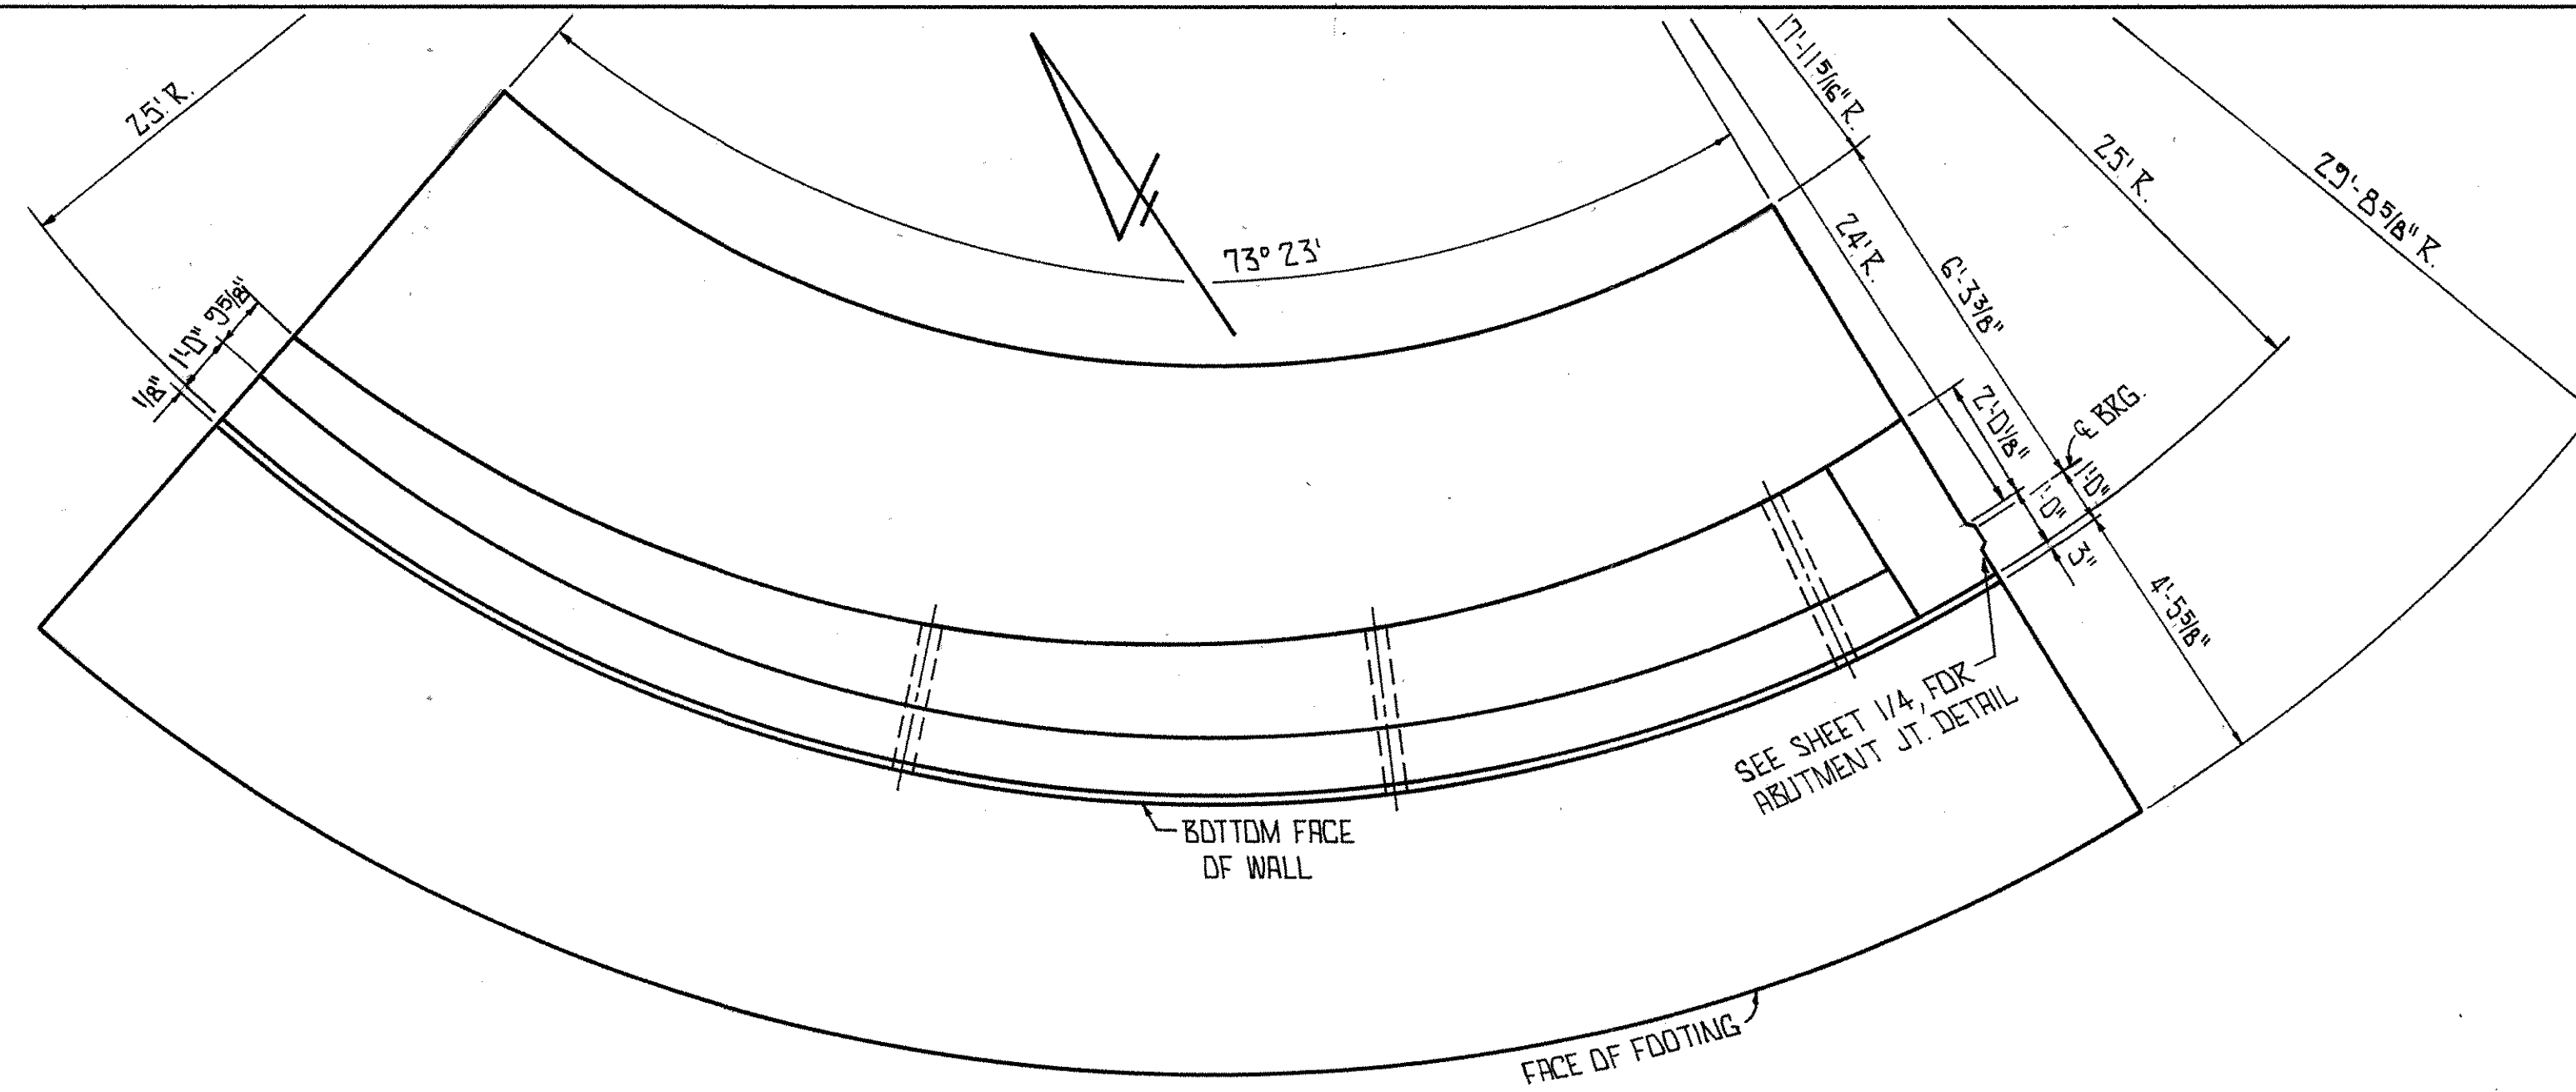 25' R.
17'-11 5/16" R.
25' R.
29'-8 5/8" R.
73° 23'
24' R.
6'-3 3/8"
1/8"
1'-0"
9 5/8"
2'-0 1/8"
℄ BRG.
1'-0"
1'-0"
3"
4'-5 5/8"
SEE SHEET 1/4, FOR
ABUTMENT JT. DETAIL
BOTTOM FACE
OF WALL
FACE OF FOOTING